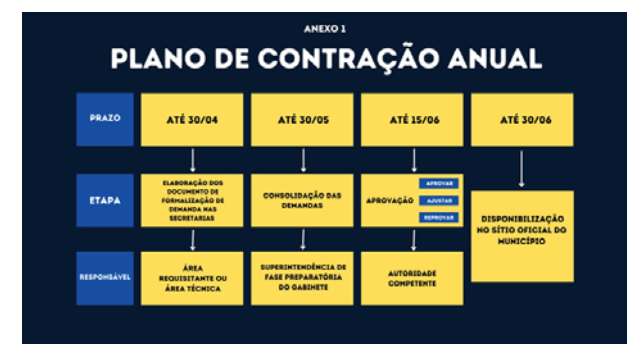 ANEXO 1
PLANO DE CONTRAÇÃO ANUAL
PRAZO
ATÉ 30/04
ATÉ 30/05
ATÉ 15/06
ATÉ 30/06
ETAPA
ELABORAÇÃO DOS
DOCUMENTO DE
FORMALIZAÇÃO DE
DEMANDA NAS
SECRETARIAS
CONSOLIDAÇÃO DAS
DEMANDAS
APROVAÇÃO
APROVAR
AJUSTAR
REPROVAR
DISPONIBILIZAÇÃO
NO SÍTIO OFICIAL DO
MUNICÍPIO
RESPONSÁVEL
ÁREA
REQUISITANTE OU
ÁREA TÉCNICA
SUPERINTENDÊNCIA DE
FASE PREPARATÓRIA
DO GABINETE
AUTORIDADE
COMPETENTE